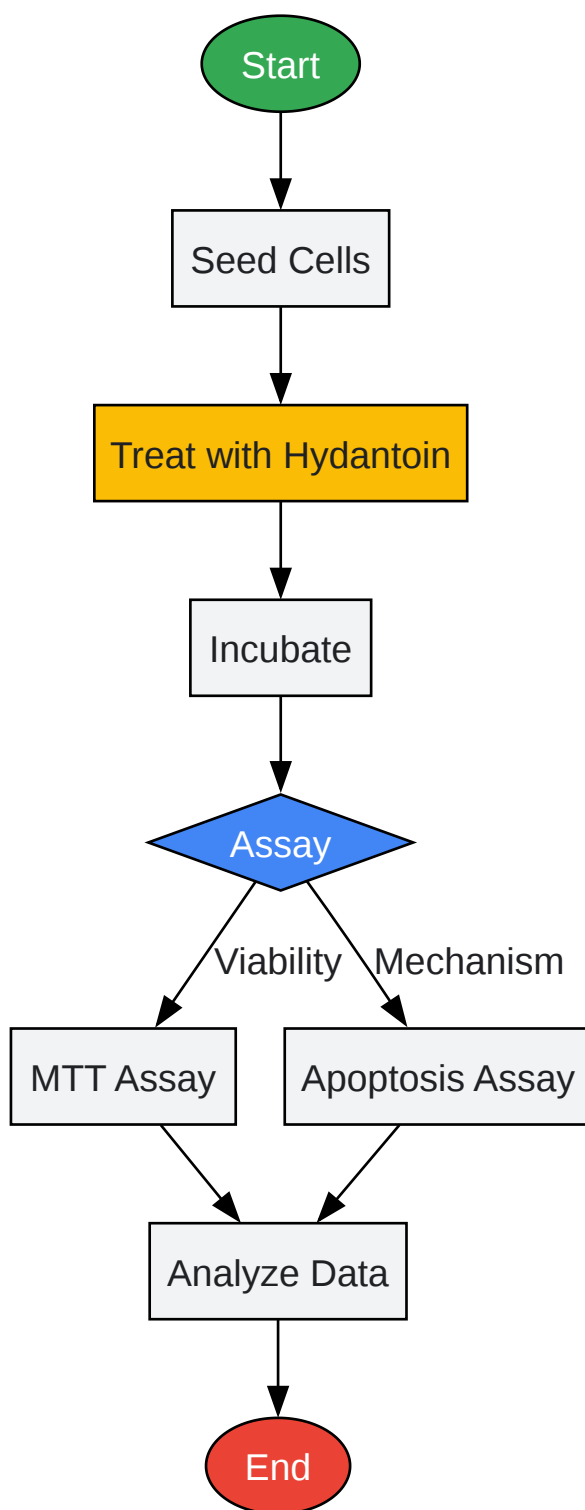 Start
Seed Cells
Treat with Hydantoin
Incubate
Assay
Viability
Mechanism
MTT Assay
Apoptosis Assay
Analyze Data
End